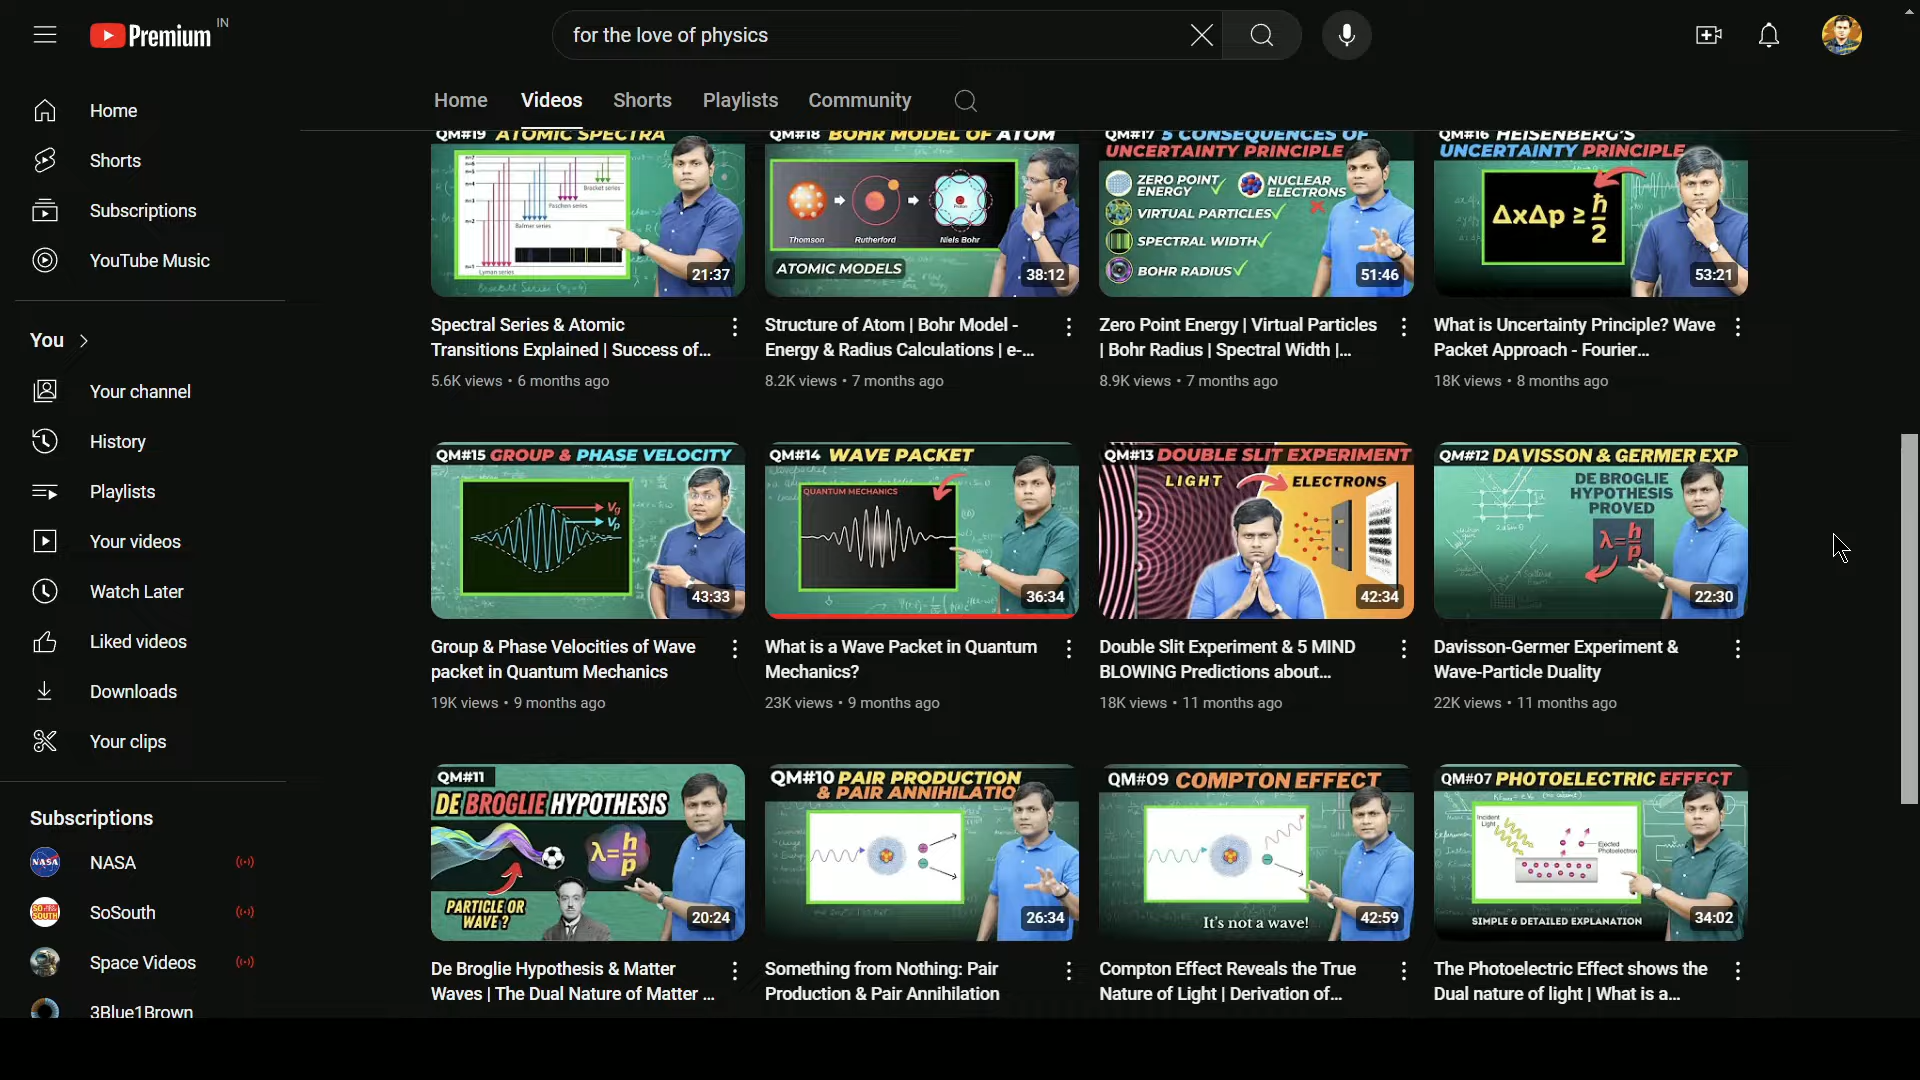 Premium IN
for the love of physics
Home Videos Shorts Playlists Community
Home
Shorts
Subscriptions
YouTube Music
You
Your channel
History
Playlists
Your videos
Watch Later
Liked videos
Downloads
Your clips
Subscriptions
NASA
SoSouth
Space Videos
3Blue1Brown
QM#19 ATOMIC SPECTRA
Bracket series
Paschen series
Balmer series
Lyman series
21:37
Spectral Series & Atomic
Transitions Explained | Success of...
5.6K views • 6 months ago
QM#18 BOHR MODEL OF ATOM
Thomson Rutherford Niels Bohr
ATOMIC MODELS
38:12
Structure of Atom | Bohr Model -
Energy & Radius Calculations | e-...
8.2K views • 7 months ago
QM#17 5 CONSEQUENCES OF
UNCERTAINTY PRINCIPLE
ZERO POINT ENERGY
NUCLEAR ELECTRONS
VIRTUAL PARTICLES
SPECTRAL WIDTH
BOHR RADIUS
51:46
Zero Point Energy | Virtual Particles
| Bohr Radius | Spectral Width |...
8.9K views • 7 months ago
QM#16 HEISENBERG'S
UNCERTAINTY PRINCIPLE
ΔxΔp ≥ ħ/2
53:21
What is Uncertainty Principle? Wave
Packet Approach - Fourier...
18K views • 8 months ago
QM#15 GROUP & PHASE VELOCITY
Vg
Vp
43:33
Group & Phase Velocities of Wave
packet in Quantum Mechanics
19K views • 9 months ago
QM#14 WAVE PACKET
QUANTUM MECHANICS
36:34
What is a Wave Packet in Quantum
Mechanics?
23K views • 9 months ago
QM#13 DOUBLE SLIT EXPERIMENT
LIGHT ELECTRONS
42:34
Double Slit Experiment & 5 MIND
BLOWING Predictions about...
18K views • 11 months ago
QM#12 DAVISSON & GERMER EXP
DE BROGLIE
HYPOTHESIS
PROVED
λ=h/p
22:30
Davisson-Germer Experiment &
Wave-Particle Duality
22K views • 11 months ago
QM#11
DE BROGLIE HYPOTHESIS
λ=h/p
PARTICLE OR
WAVE?
20:24
De Broglie Hypothesis & Matter
Waves | The Dual Nature of Matter ...
QM#10 PAIR PRODUCTION
& PAIR ANNIHILATIO
26:34
Something from Nothing: Pair
Production & Pair Annihilation
QM#09 COMPTON EFFECT
It's not a wave!
42:59
Compton Effect Reveals the True
Nature of Light | Derivation of...
QM#07 PHOTOELECTRIC EFFECT
Incident
Light
Ejected
Photoelectron
SIMPLE & DETAILED EXPLANATION
34:02
The Photoelectric Effect shows the
Dual nature of light | What is a...